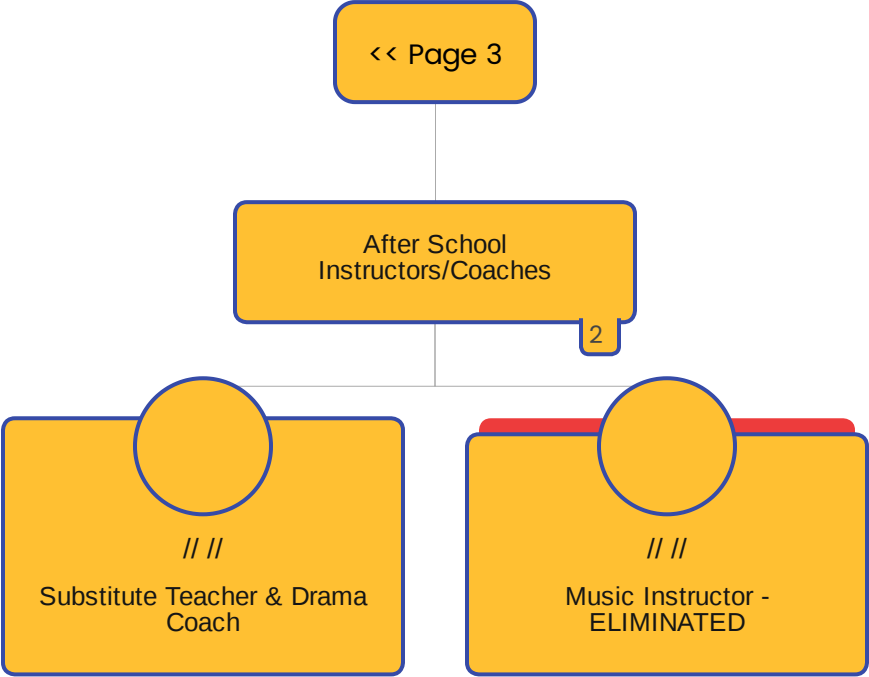 << Page 3
After School
Instructors/Coaches
2
// //
Substitute Teacher & Drama
Coach
// //
Music Instructor -
ELIMINATED